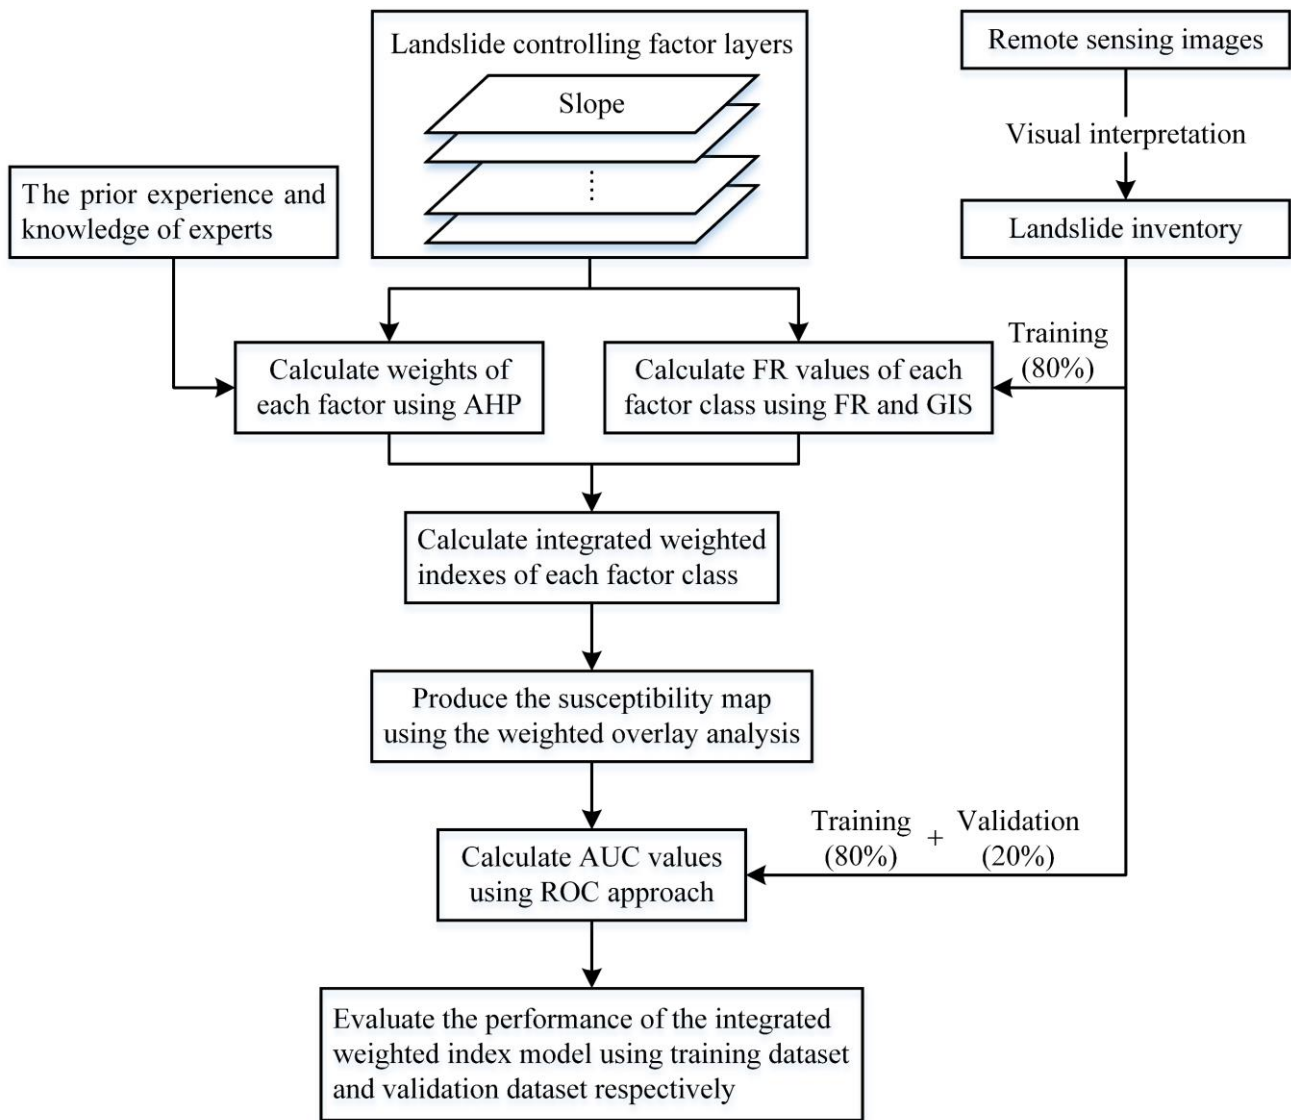 Landslide controlling factor layers
Slope
Remote sensing images
Visual interpretation
The prior experience and
knowledge of experts
Landslide inventory
Training
(80%)
Calculate weights of
each factor using AHP
Calculate FR values of each
factor class using FR and GIS
Calculate integrated weighted
indexes of each factor class
Produce the susceptibility map
using the weighted overlay analysis
Training + Validation
(80%) (20%)
Calculate AUC values
using ROC approach
Evaluate the performance of the integrated
weighted index model using training dataset
and validation dataset respectively